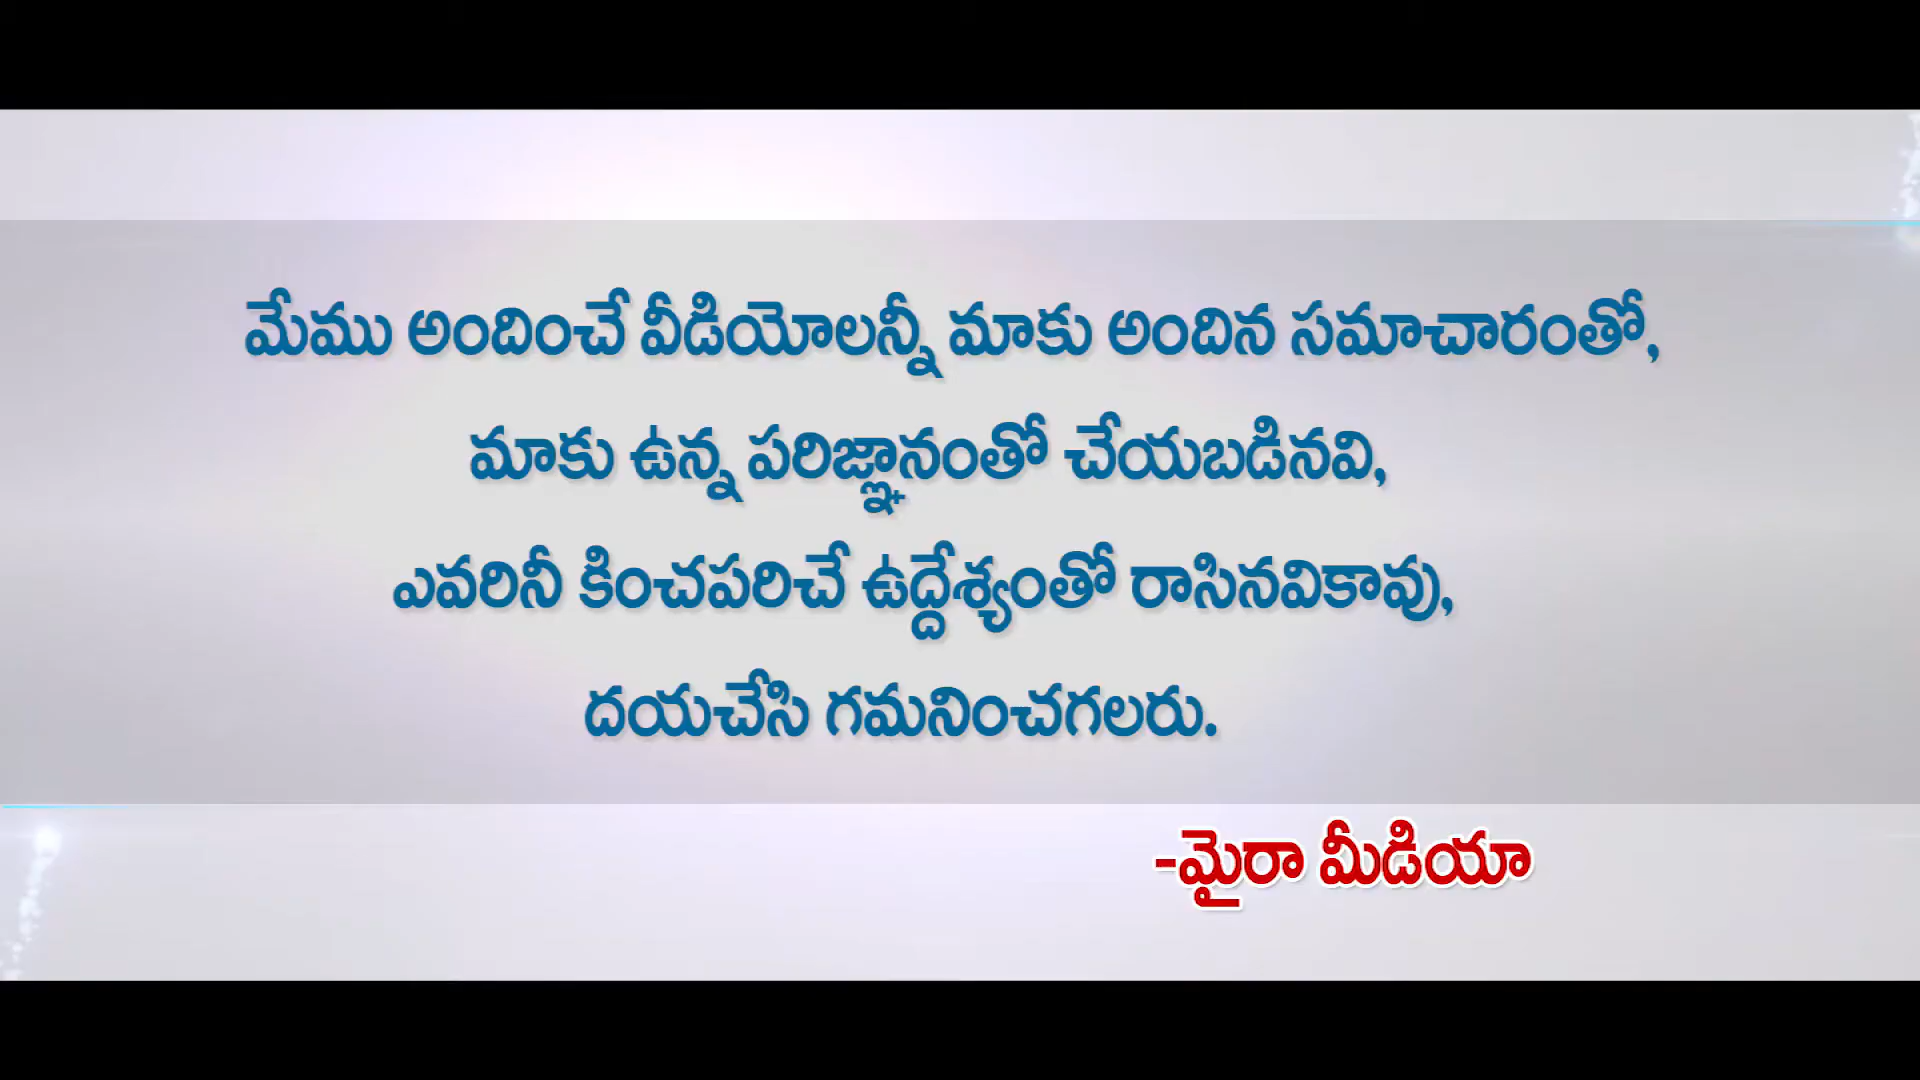 మేము అందించే వీడియోలన్నీ మాకు అందిన సమాచారంతో,
మాకు ఉన్న పరిజ్ఞానంతో చేయబడినవి,
ఎవరినీ కించపరిచే ఉద్దేశ్యంతో రాసినవికావు,
దయచేసి గమనించగలరు.
-మైరా మీడియా